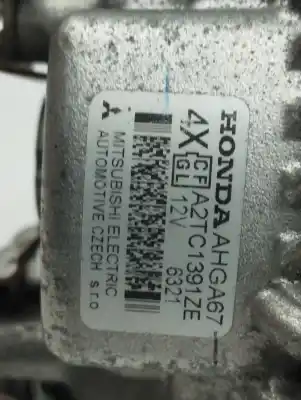 HONDA AHGA67
4X CF A2TC1391ZE
GL 12V 6321
MITSUBISHI ELECTRIC
AUTOMOTIVE CZECH s.r.o